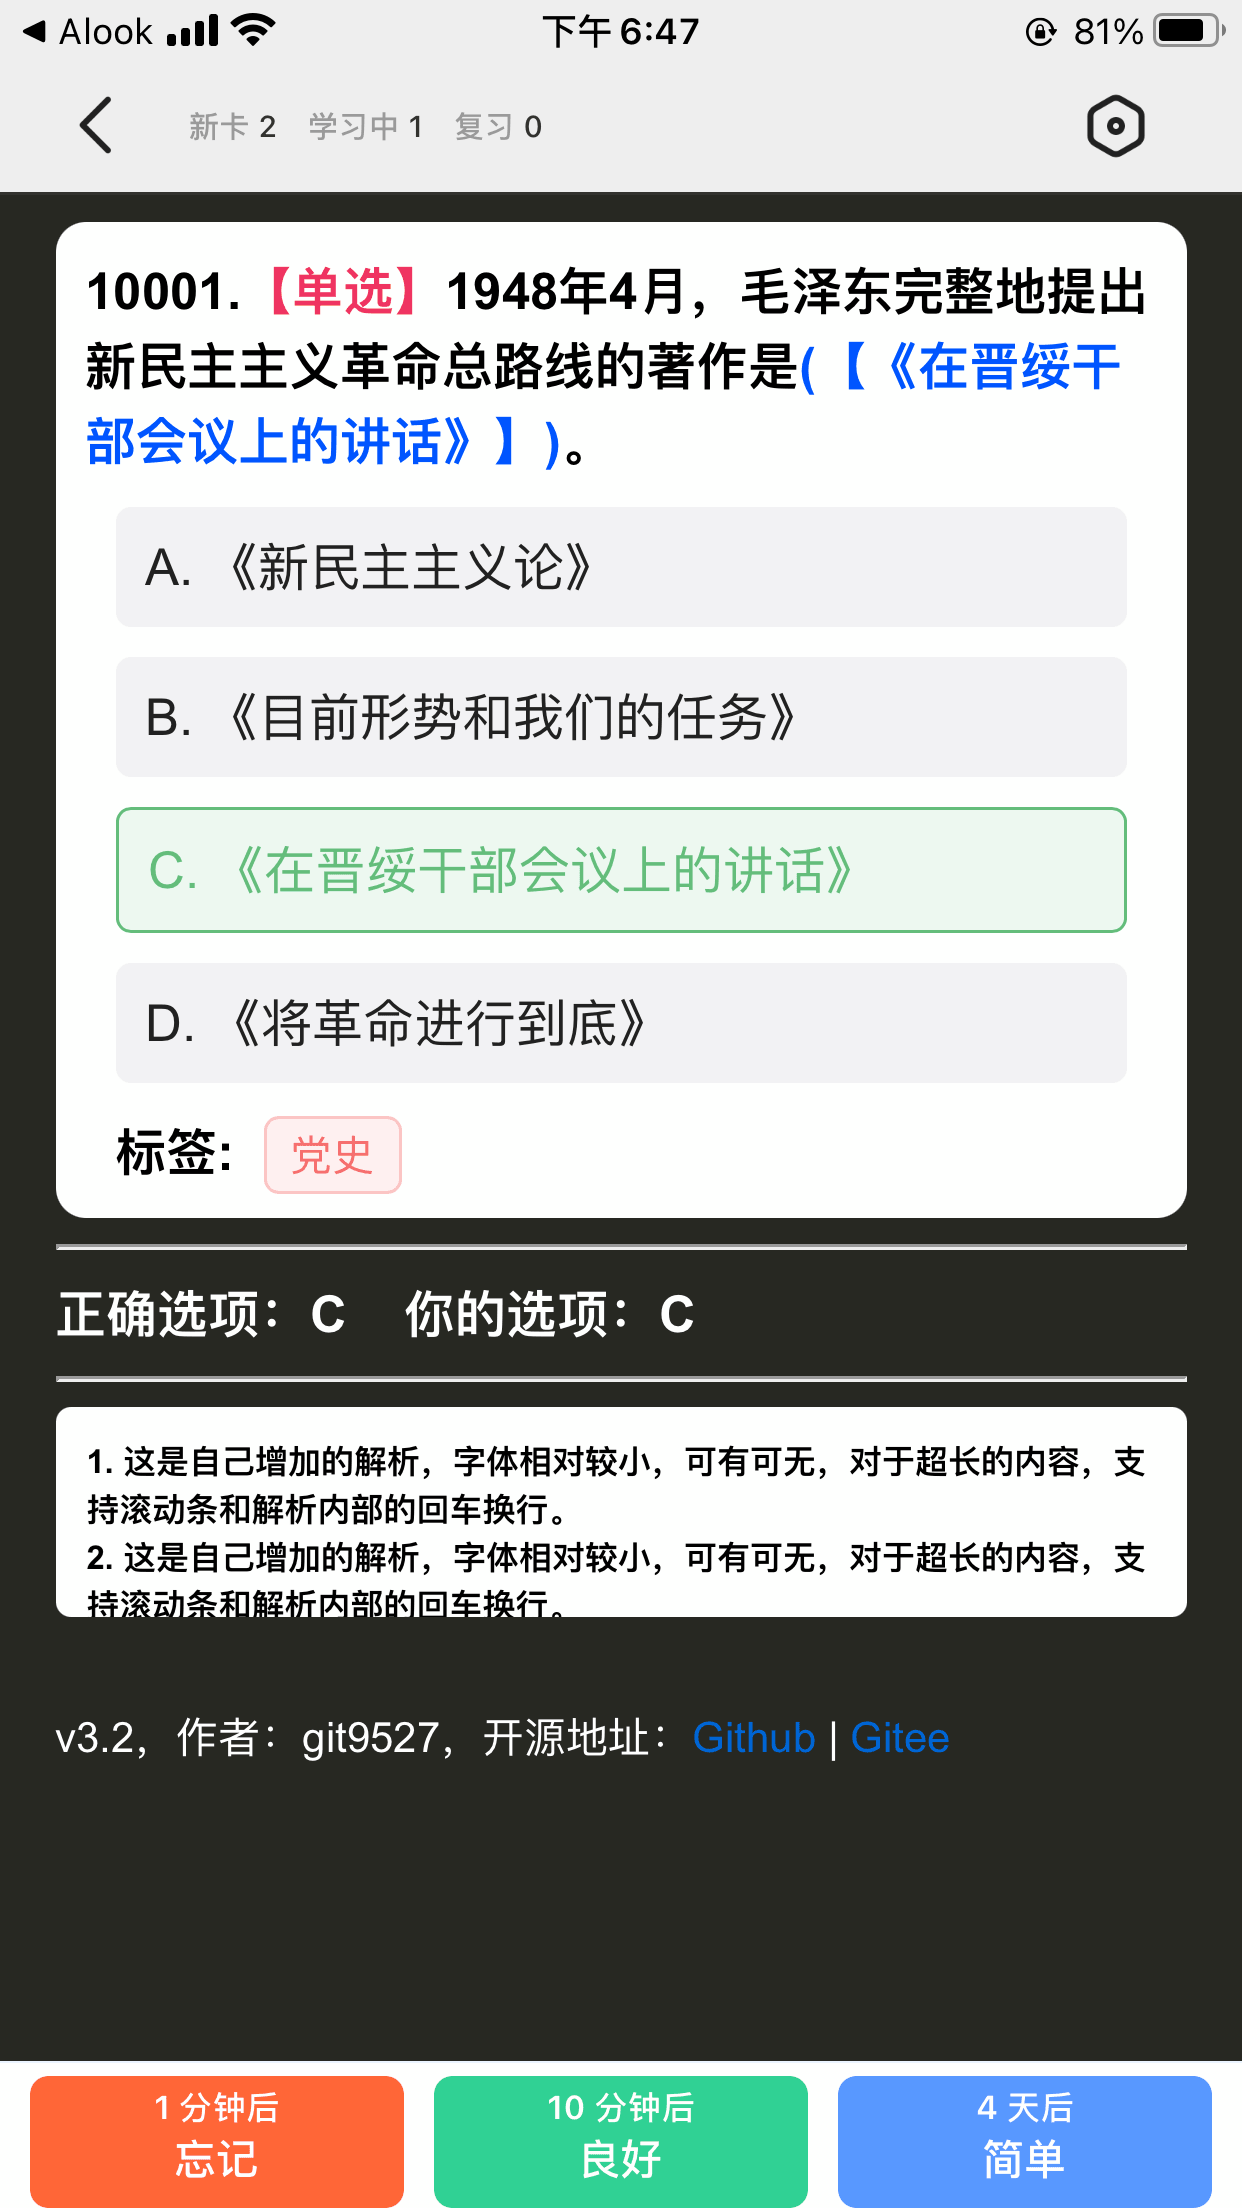 Alook 下午 6:47 81%
新卡 2 学习中 1 复习 0
10001.【单选】1948年4月，毛泽东完整地提出
新民主主义革命总路线的著作是(【《在晋绥干
部会议上的讲话》】)。
A. 《新民主主义论》
B. 《目前形势和我们的任务》
C. 《在晋绥干部会议上的讲话》
D. 《将革命进行到底》
标签: 党史
正确选项：C 你的选项：C
1. 这是自己增加的解析，字体相对较小，可有可无，对于超长的内容，支
持滚动条和解析内部的回车换行。
2. 这是自己增加的解析，字体相对较小，可有可无，对于超长的内容，支
持滚动条和解析内部的回车换行。
v3.2，作者：git9527，开源地址：Github | Gitee
1 分钟后 10 分钟后 4 天后
忘记 良好 简单